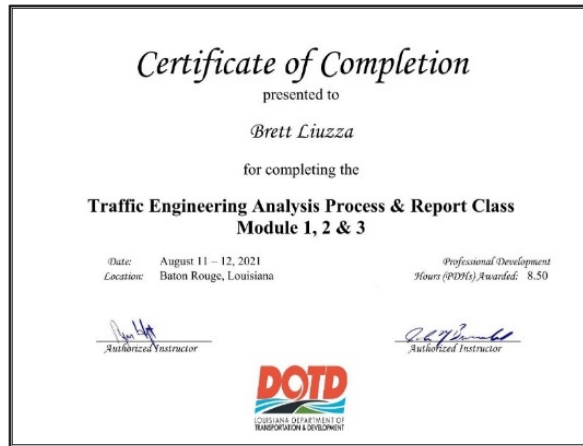 Certificate of Completion
presented to
Brett Liuzza
for completing the
Traffic Engineering Analysis Process & Report Class
Module 1, 2 & 3
Date: August 11 – 12, 2021
Location: Baton Rouge, Louisiana
Professional Development
Hours (PDHs) Awarded: 8.50
Authorized Instructor
Authorized Instructor
DOTD
LOUISIANA DEPARTMENT OF
TRANSPORTATION & DEVELOPMENT